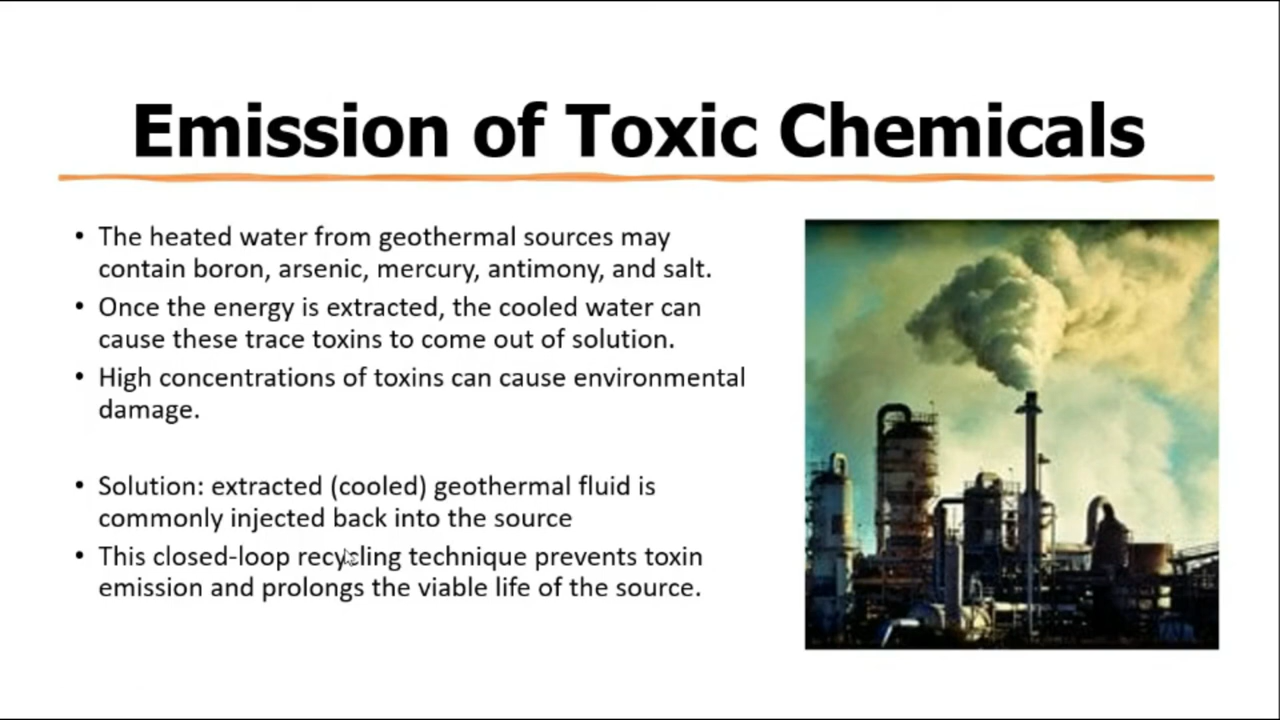 Emission of Toxic Chemicals
• The heated water from geothermal sources may
contain boron, arsenic, mercury, antimony, and salt.
• Once the energy is extracted, the cooled water can
cause these trace toxins to come out of solution.
• High concentrations of toxins can cause environmental
damage.
• Solution: extracted (cooled) geothermal fluid is
commonly injected back into the source
• This closed-loop recycling technique prevents toxin
emission and prolongs the viable life of the source.